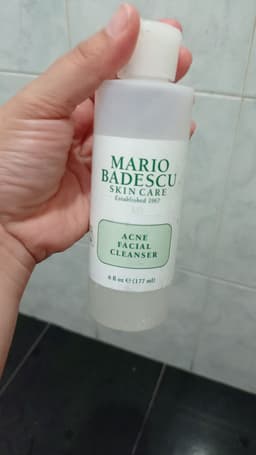 MARIO
BADESCU
SKIN CARE
Established 1967
ACNE
FACIAL
CLEANSER
6 fl oz ℮ (177 ml)